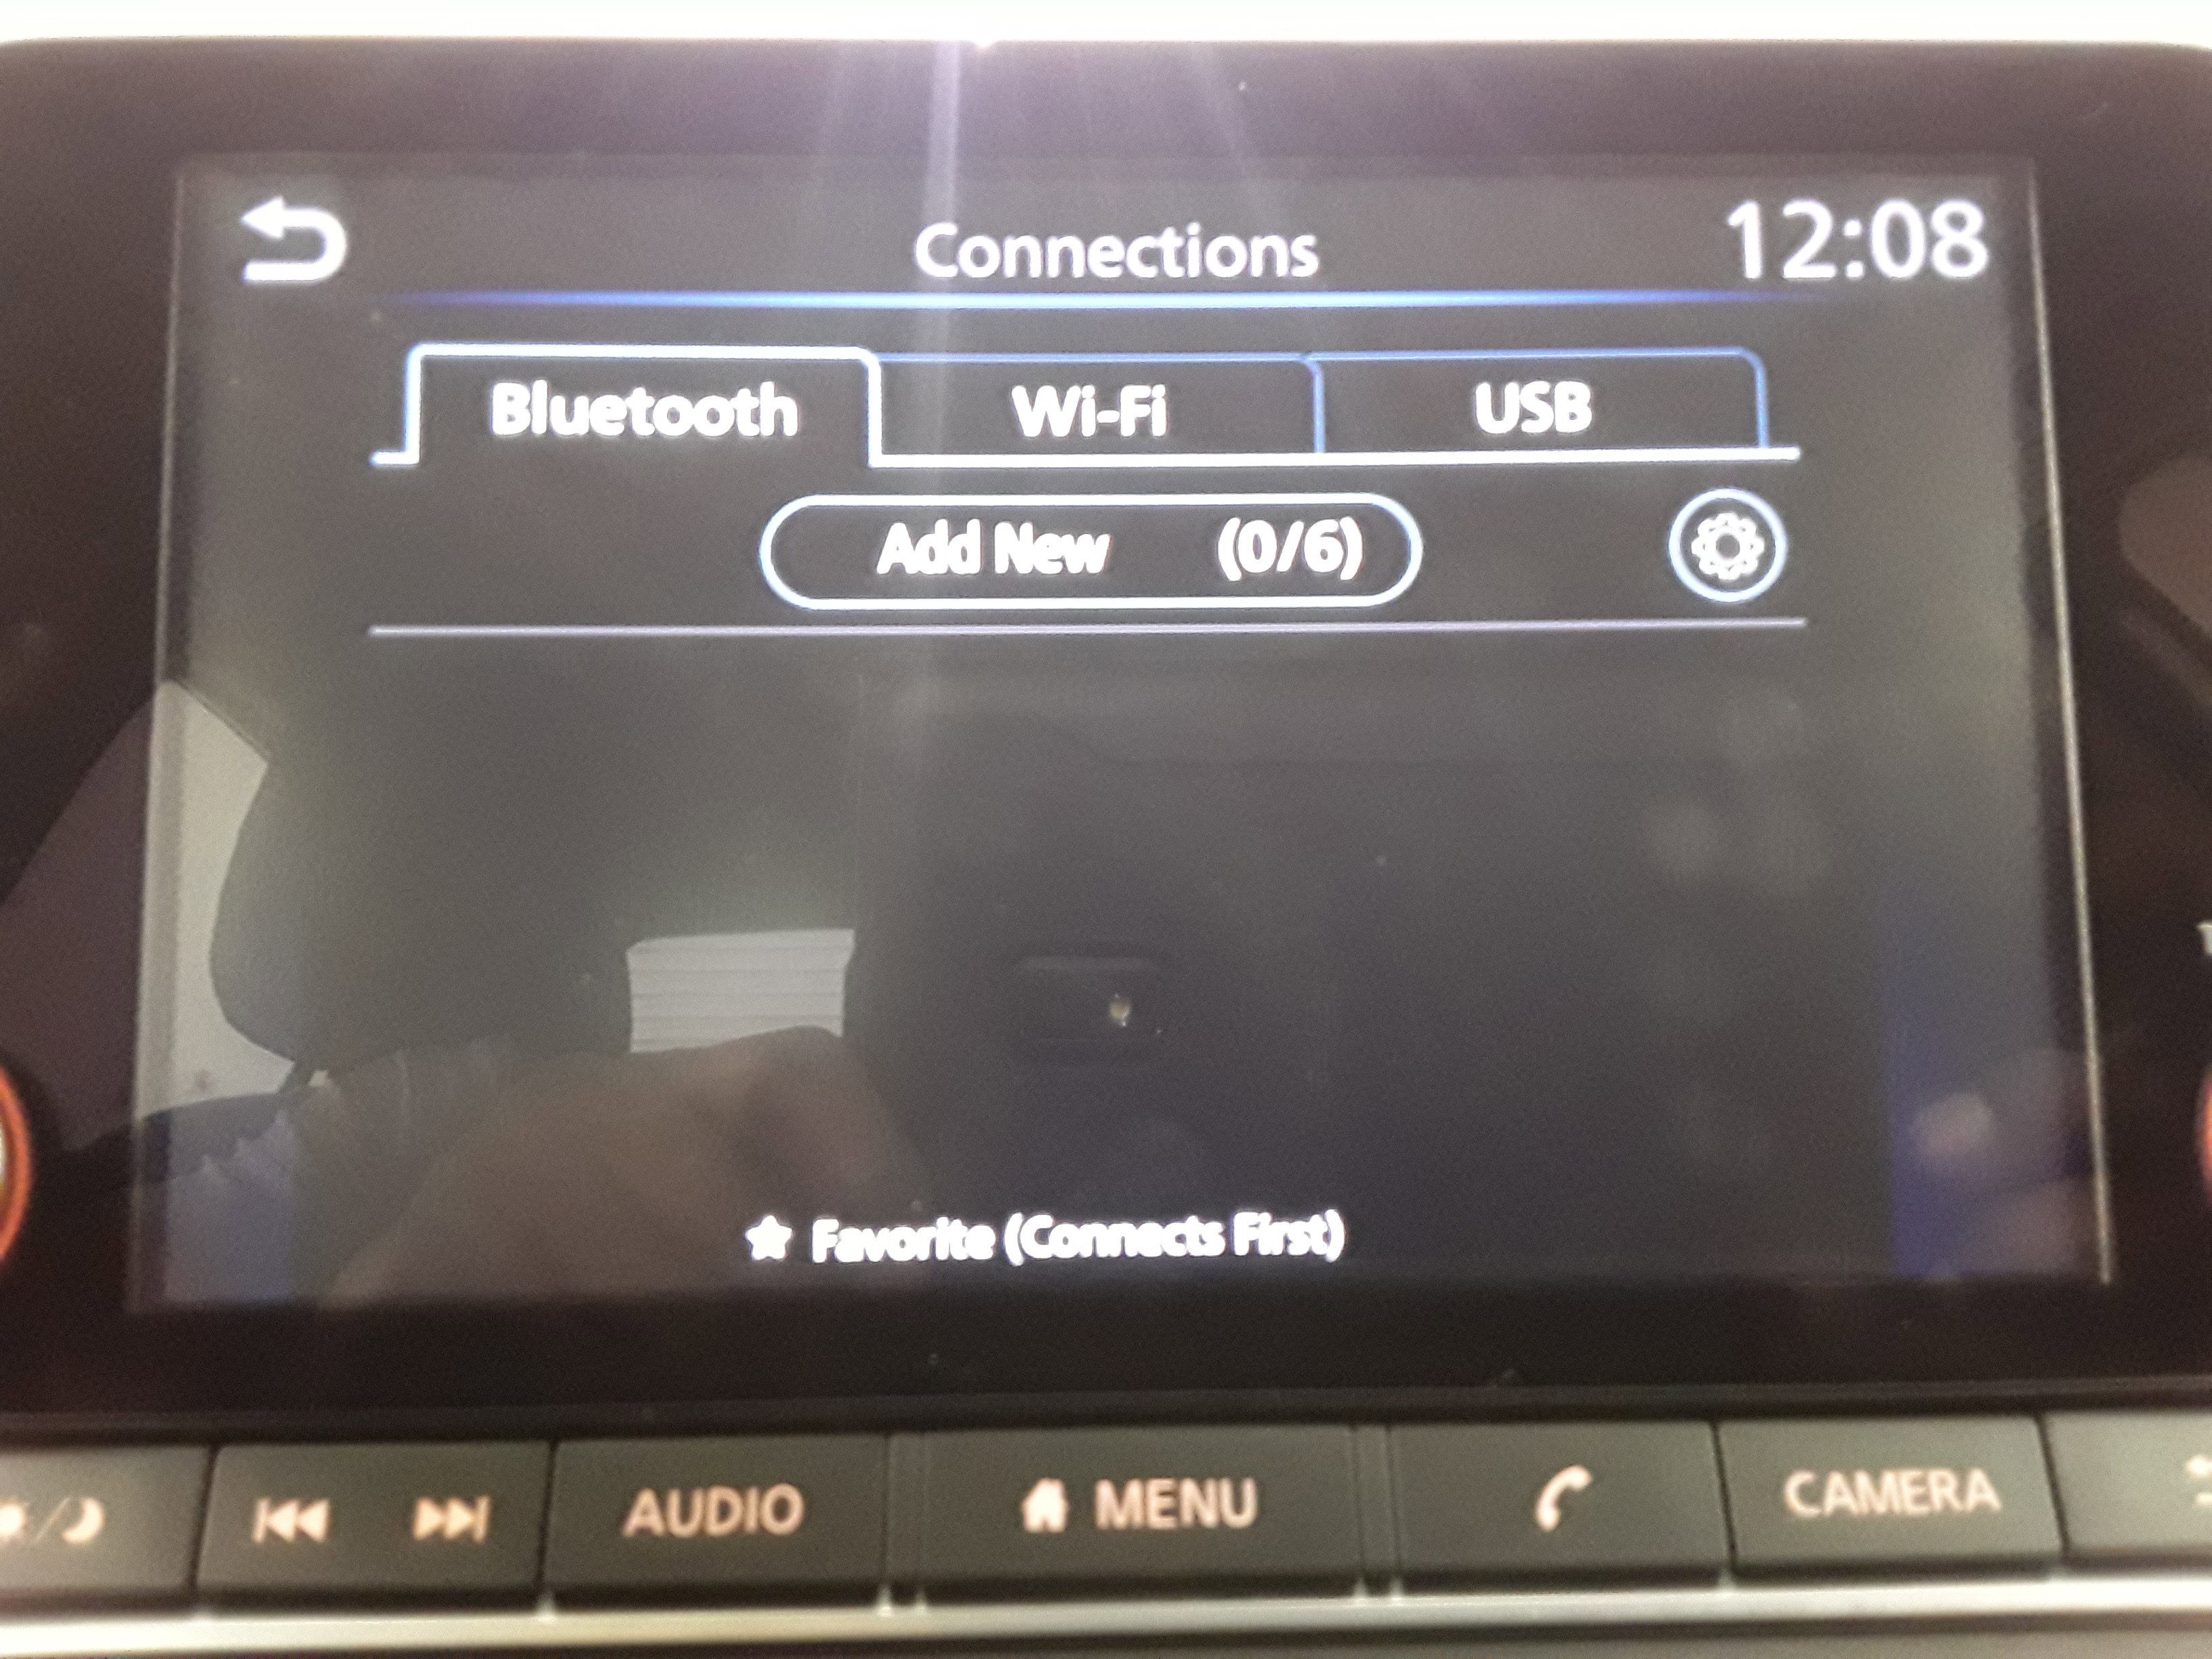 Connections
12:08
Bluetooth
Wi-Fi
USB
Add New (0/6)
Favorite (Connects First)
AUDIO
MENU
CAMERA